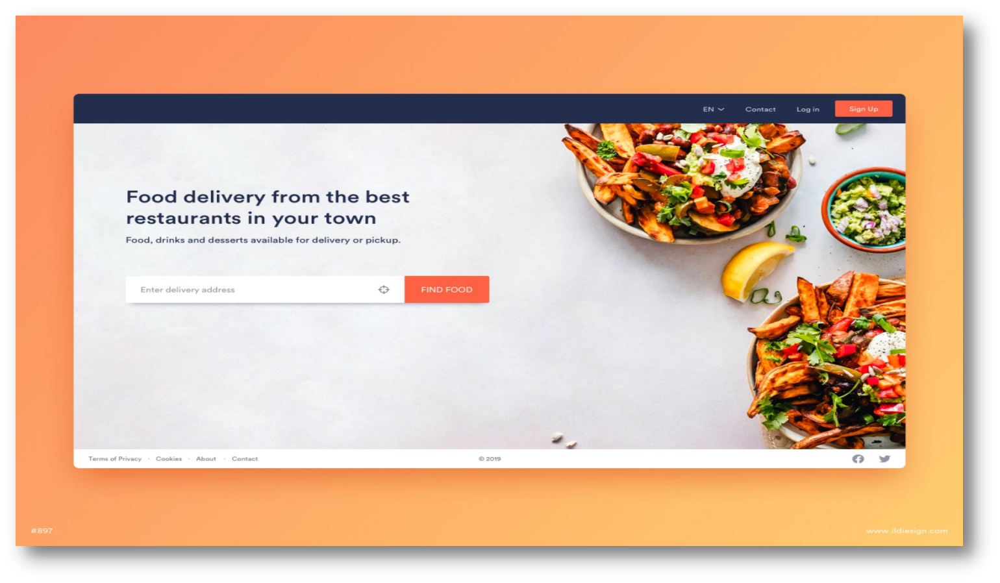 EN
Contact
Log in
Sign Up
Food delivery from the best
restaurants in your town
Food, drinks and desserts available for delivery or pickup.
Enter delivery address
FIND FOOD
Terms of Privacy · Cookies · About · Contact
© 2019
#897
www.ildiesign.com